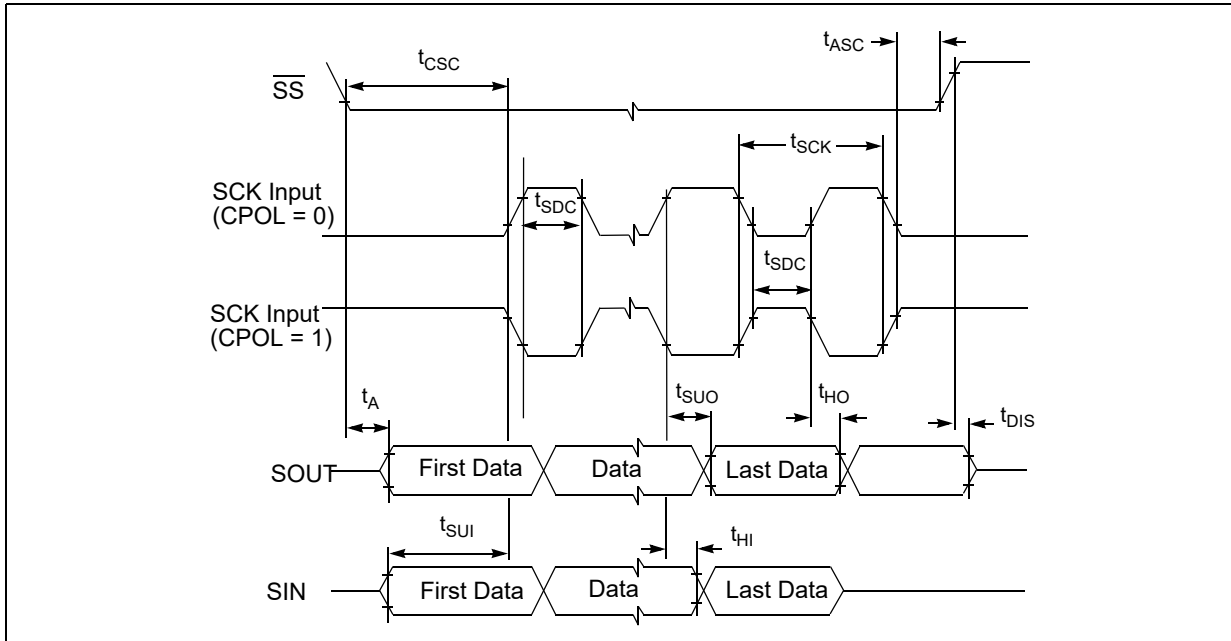 tASC
tCSC
SS
tSCK
SCK Input
(CPOL = 0)
tSDC
tSDC
SCK Input
(CPOL = 1)
tA
tSUO
tHO
tDIS
SOUT
First Data
Data
Last Data
tSUI
tHI
SIN
First Data
Data
Last Data